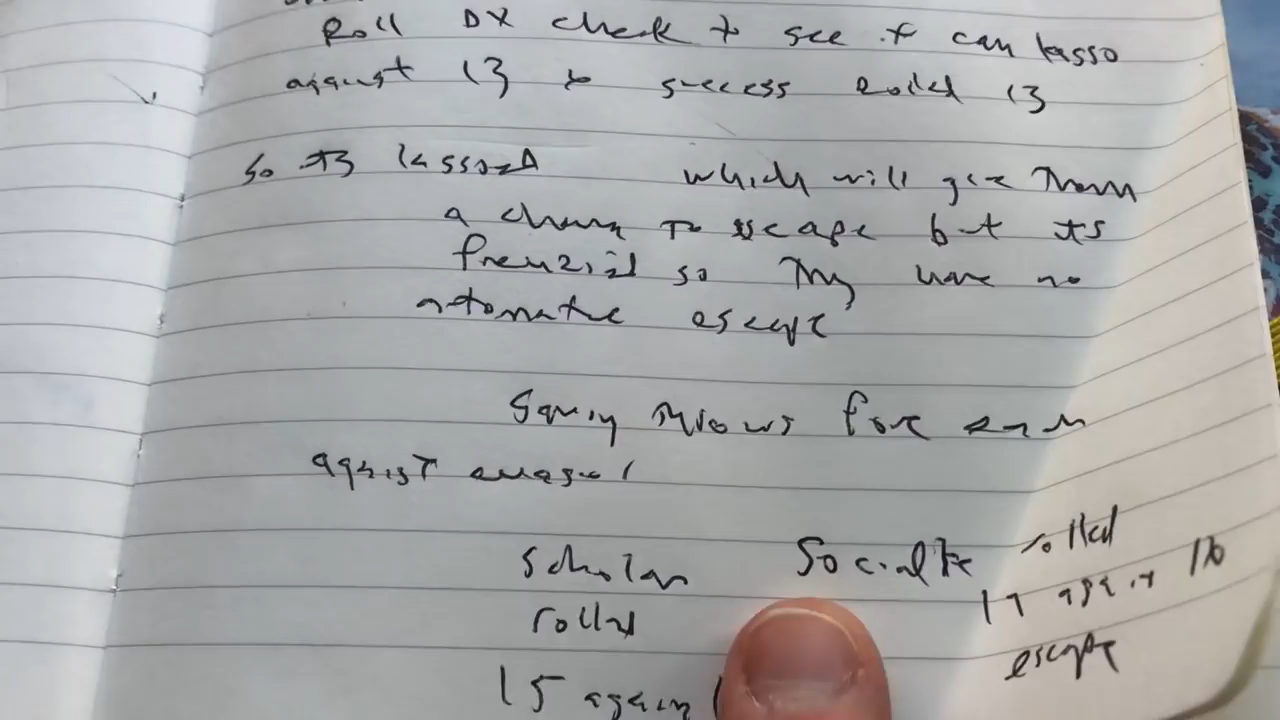 Roll DX check to see if can lasso
against 13 to success Rolled 13
So its lassoed which will give them
a chance to escape but its
frenzied so They have no
automatic escape
Saving Throws for each
against
Scholar Socialite rolled
rolled 17 against 16
15 again escape